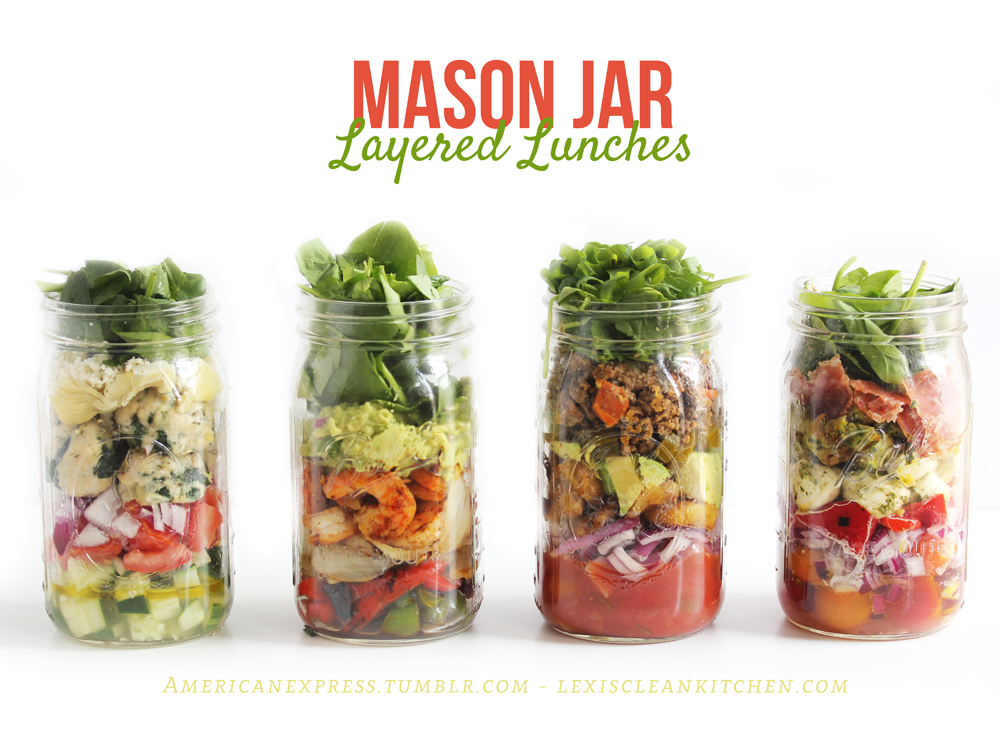 MASON JAR
Layered Lunches
AMERICANEXPRESS.TUMBLR.COM – LEXISCLEANKITCHEN.COM